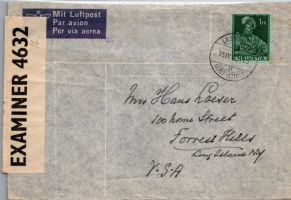 Mit Luftpost
Par avion
Per via aerea
EXAMINER 4632
HELVETIA
Mrs Hans Loeser
100 home Street
Forrest Hills
Long Island NY
U.S.A